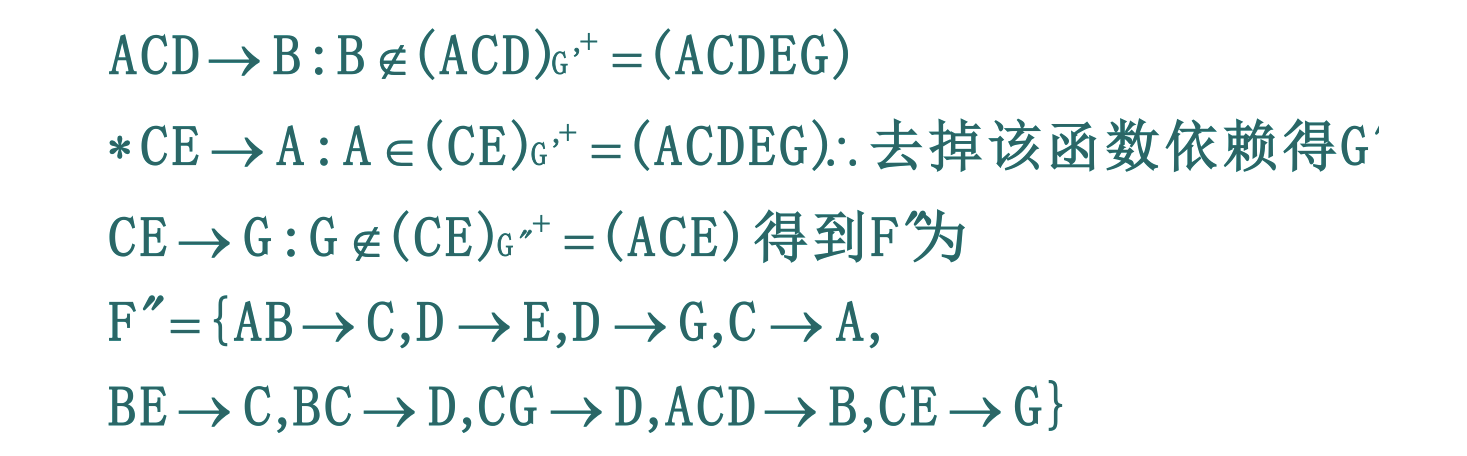 ACD→B:B∉(ACD)G′+=(ACDEG)
*CE→A:A∈(CE)G′+=(ACDEG)∴去掉该函数依赖得G′
CE→G:G∉(CE)G″+=(ACE)得到F″为
F″={AB→C,D→E,D→G,C→A,
BE→C,BC→D,CG→D,ACD→B,CE→G}